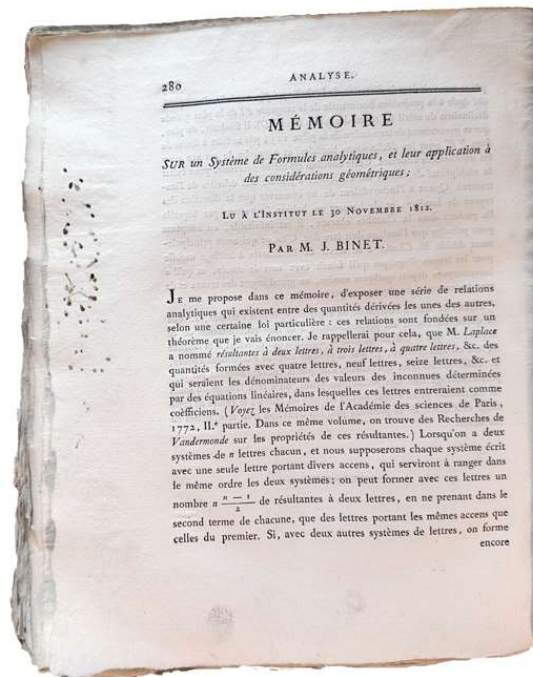 280
ANALYSE.
MÉMOIRE
SUR un Système de Formules analytiques, et leur application à
des considérations géométriques;
LU À L'INSTITUT LE 30 NOVEMBRE 1812.
PAR M. J. BINET.
JE me propose dans ce mémoire, d'exposer une série de relations
analytiques qui existent entre des quantités dérivées les unes des autres,
selon une certaine loi particulière : ces relations sont fondées sur un
théorème que je vais énoncer. Je rappellerai pour cela, que M. Laplace
a nommé résultantes à deux lettres, à trois lettres, à quatre lettres, &c. des
quantités formées avec quatre lettres, neuf lettres, seize lettres, &c. et
qui seraient les dénominateurs des valeurs des inconnues déterminées
par des équations linéaires, dans lesquelles ces lettres entreraient comme
coëfficiens. (Voyez les Mémoires de l'Académie des sciences de Paris,
1772, II.e partie. Dans ce même volume, on trouve des Recherches de
Vandermonde sur les propriétés de ces résultantes.) Lorsqu'on a deux
systèmes de n lettres chacun, et nous supposerons chaque système écrit
avec une seule lettre portant divers accens, qui serviront à ranger dans
le même ordre les deux systèmes; on peut former avec ces lettres un
nombre n (n — 1)/2 de résultantes à deux lettres, en ne prenant dans le
second terme de chacune, que des lettres portant les mêmes accens que
celles du premier. Si, avec deux autres systèmes de lettres, on forme
encore